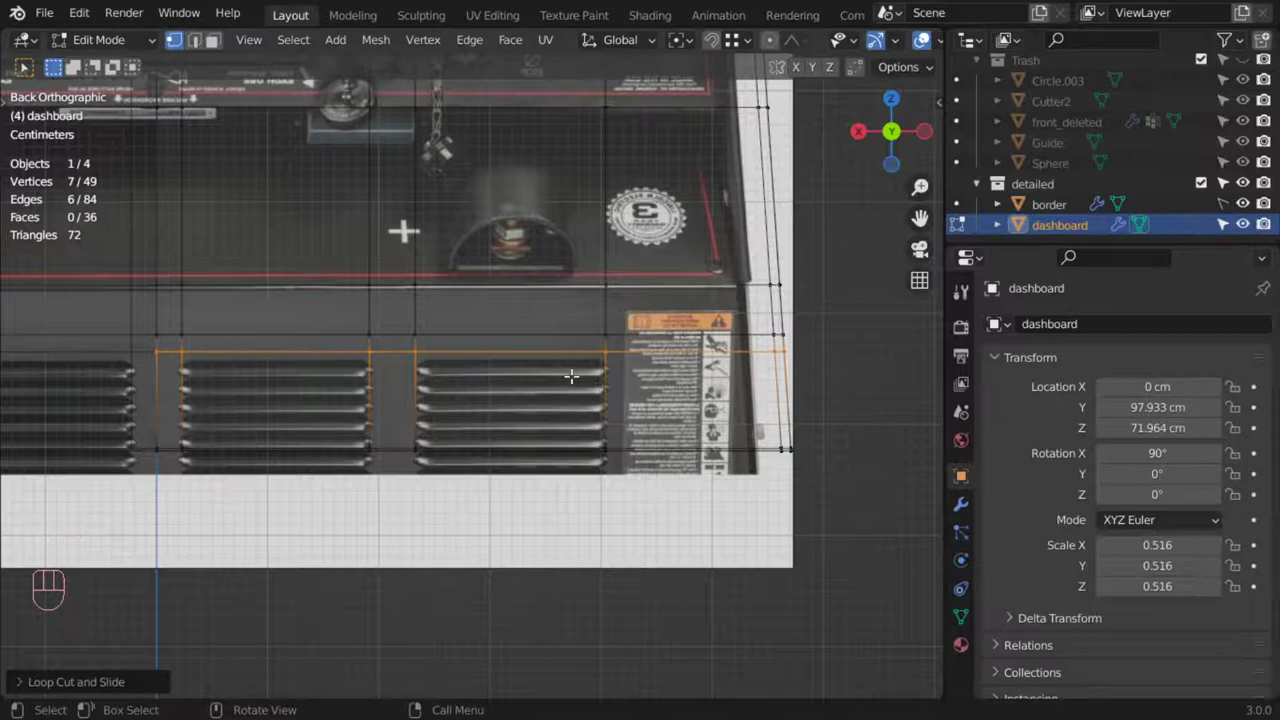 File Edit Render Window Help Layout Modeling Sculpting UV Editing Texture Paint Shading Animation Rendering Com Scene ViewLayer
Edit Mode View Select Add Mesh Vertex Edge Face UV Global
X Y Z Options
Back Orthographic
(4) dashboard
Centimeters
Objects 1 / 4
Vertices 7 / 49
Edges 6 / 84
Faces 0 / 36
Triangles 72
Z
X Y
Trash
Circle.003
Cutter2
front_deleted
Guide
Sphere
detailed
border
dashboard
dashboard
dashboard
Transform
Location X 0 cm
Y 97.933 cm
Z 71.964 cm
Rotation X 90°
Y 0°
Z 0°
Mode XYZ Euler
Scale X 0.516
Y 0.516
Z 0.516
Delta Transform
Relations
Collections
Instancing
Loop Cut and Slide
Select Box Select Rotate View Call Menu 3.0.0